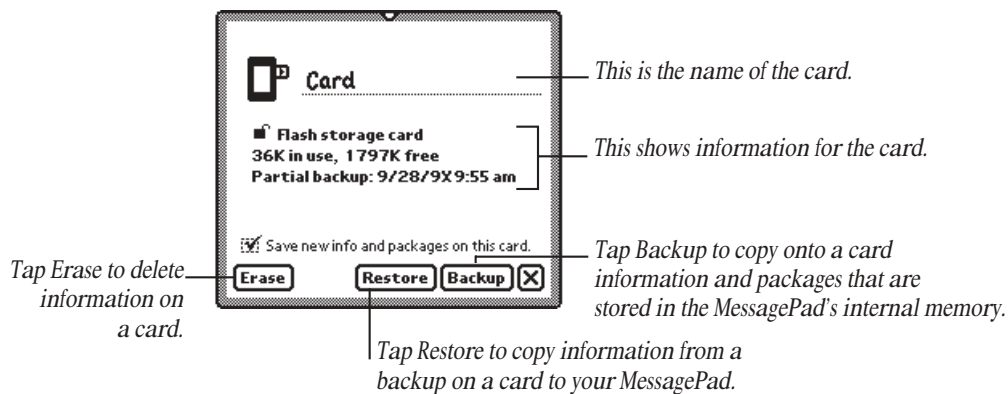 Card
This is the name of the card.
Flash storage card
36K in use, 1797K free
Partial backup: 9/28/9X 9:55 am
This shows information for the card.
Save new info and packages on this card.
Erase
Restore
Backup
Tap Erase to delete
information on
a card.
Tap Backup to copy onto a card
information and packages that are
stored in the MessagePad's internal memory.
Tap Restore to copy information from a
backup on a card to your MessagePad.